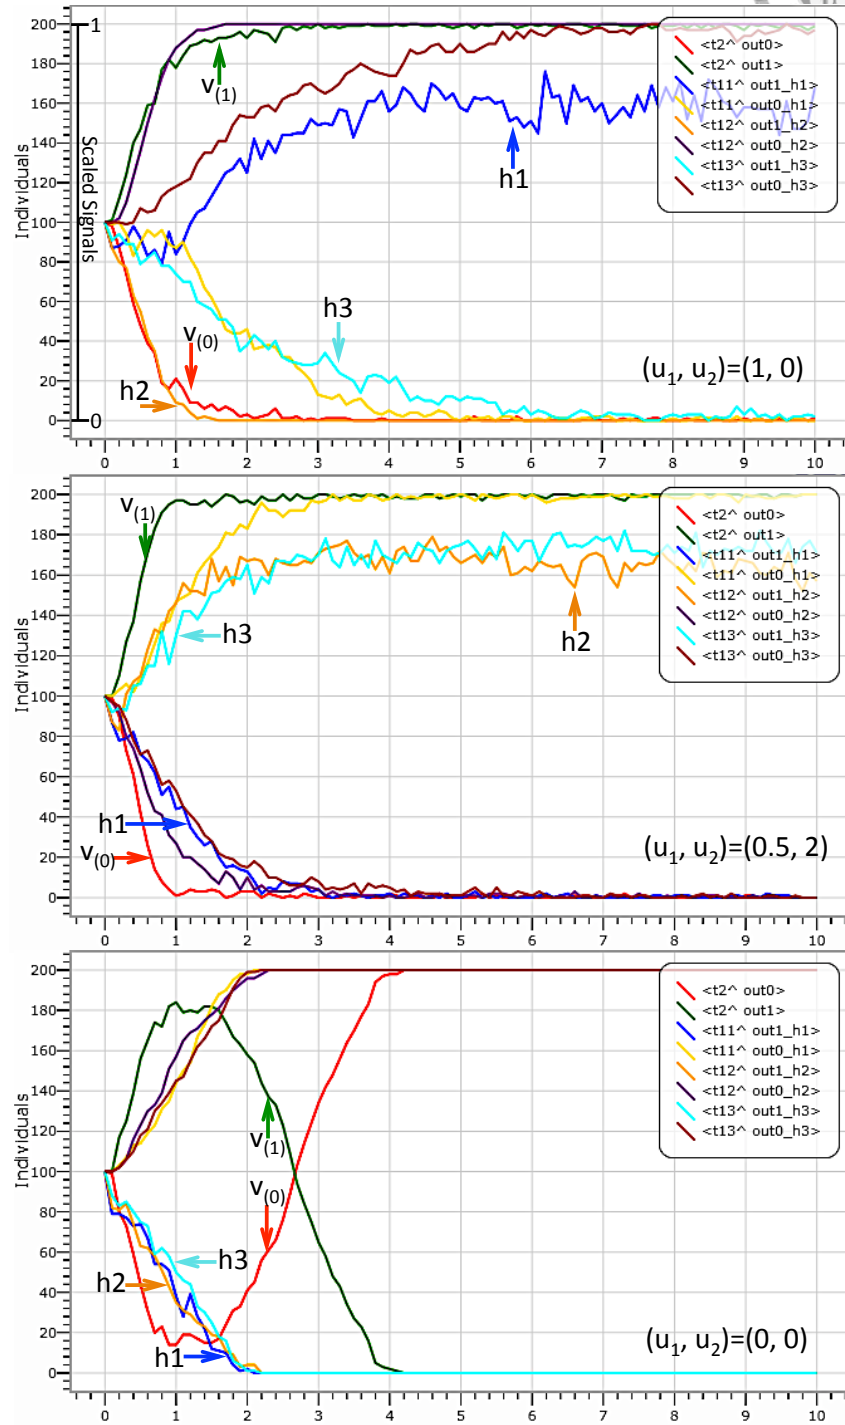 200
180
160
140
120
100
80
60
40
20
0
Individuals
1
Scaled Signals
0
v(1)
h1
h3
v(0)
h2
(u1, u2)=(1, 0)
<t2^ out0>
<t2^ out1>
<t11^ out1_h1>
<t11^ out0_h1>
<t12^ out1_h2>
<t12^ out0_h2>
<t13^ out1_h3>
<t13^ out0_h3>
0 1 2 3 4 5 6 7 8 9 10
200
180
160
140
120
100
80
60
40
20
0
Individuals
v(1)
h3
h2
h1
v(0)
(u1, u2)=(0.5, 2)
<t2^ out0>
<t2^ out1>
<t11^ out1_h1>
<t11^ out0_h1>
<t12^ out1_h2>
<t12^ out0_h2>
<t13^ out1_h3>
<t13^ out0_h3>
0 1 2 3 4 5 6 7 8 9 10
200
180
160
140
120
100
80
60
40
20
0
Individuals
v(1)
v(0)
h3
h2
h1
(u1, u2)=(0, 0)
<t2^ out0>
<t2^ out1>
<t11^ out1_h1>
<t11^ out0_h1>
<t12^ out1_h2>
<t12^ out0_h2>
<t13^ out1_h3>
<t13^ out0_h3>
0 1 2 3 4 5 6 7 8 9 10